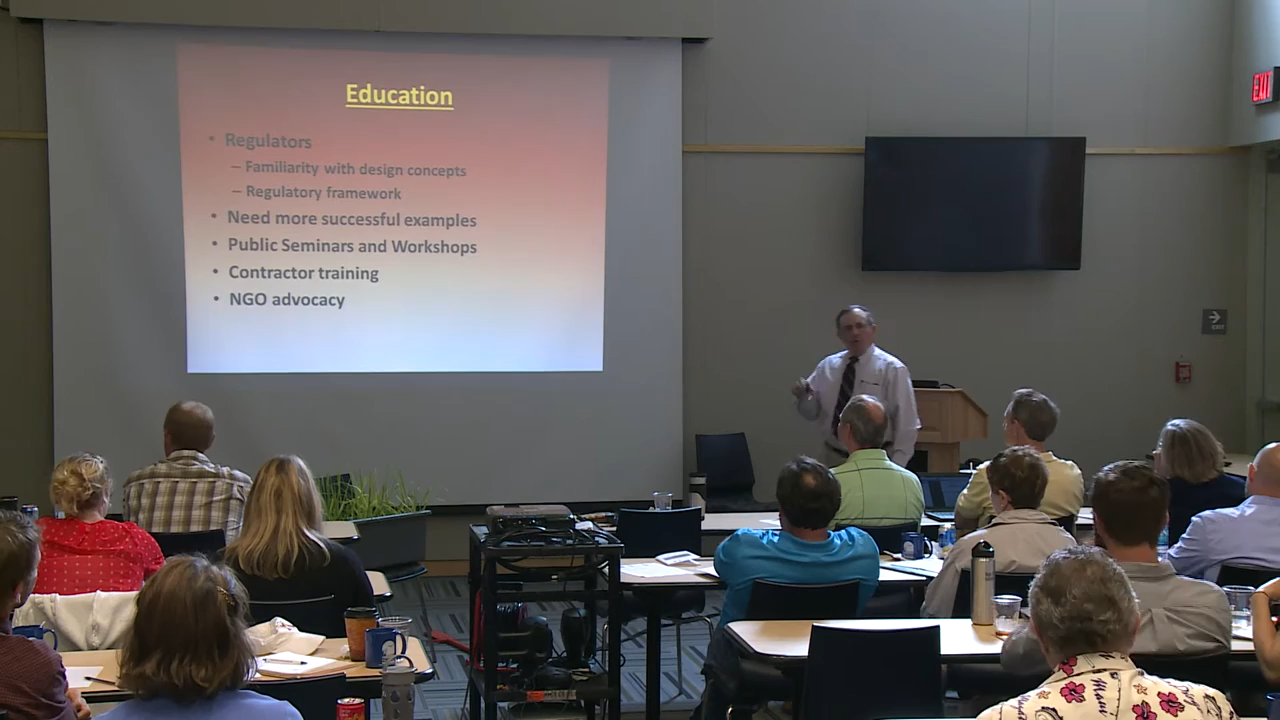 Education
• Regulators
– Familiarity with design concepts
– Regulatory framework
• Need more successful examples
• Public Seminars and Workshops
• Contractor training
• NGO advocacy
EXIT
EXIT